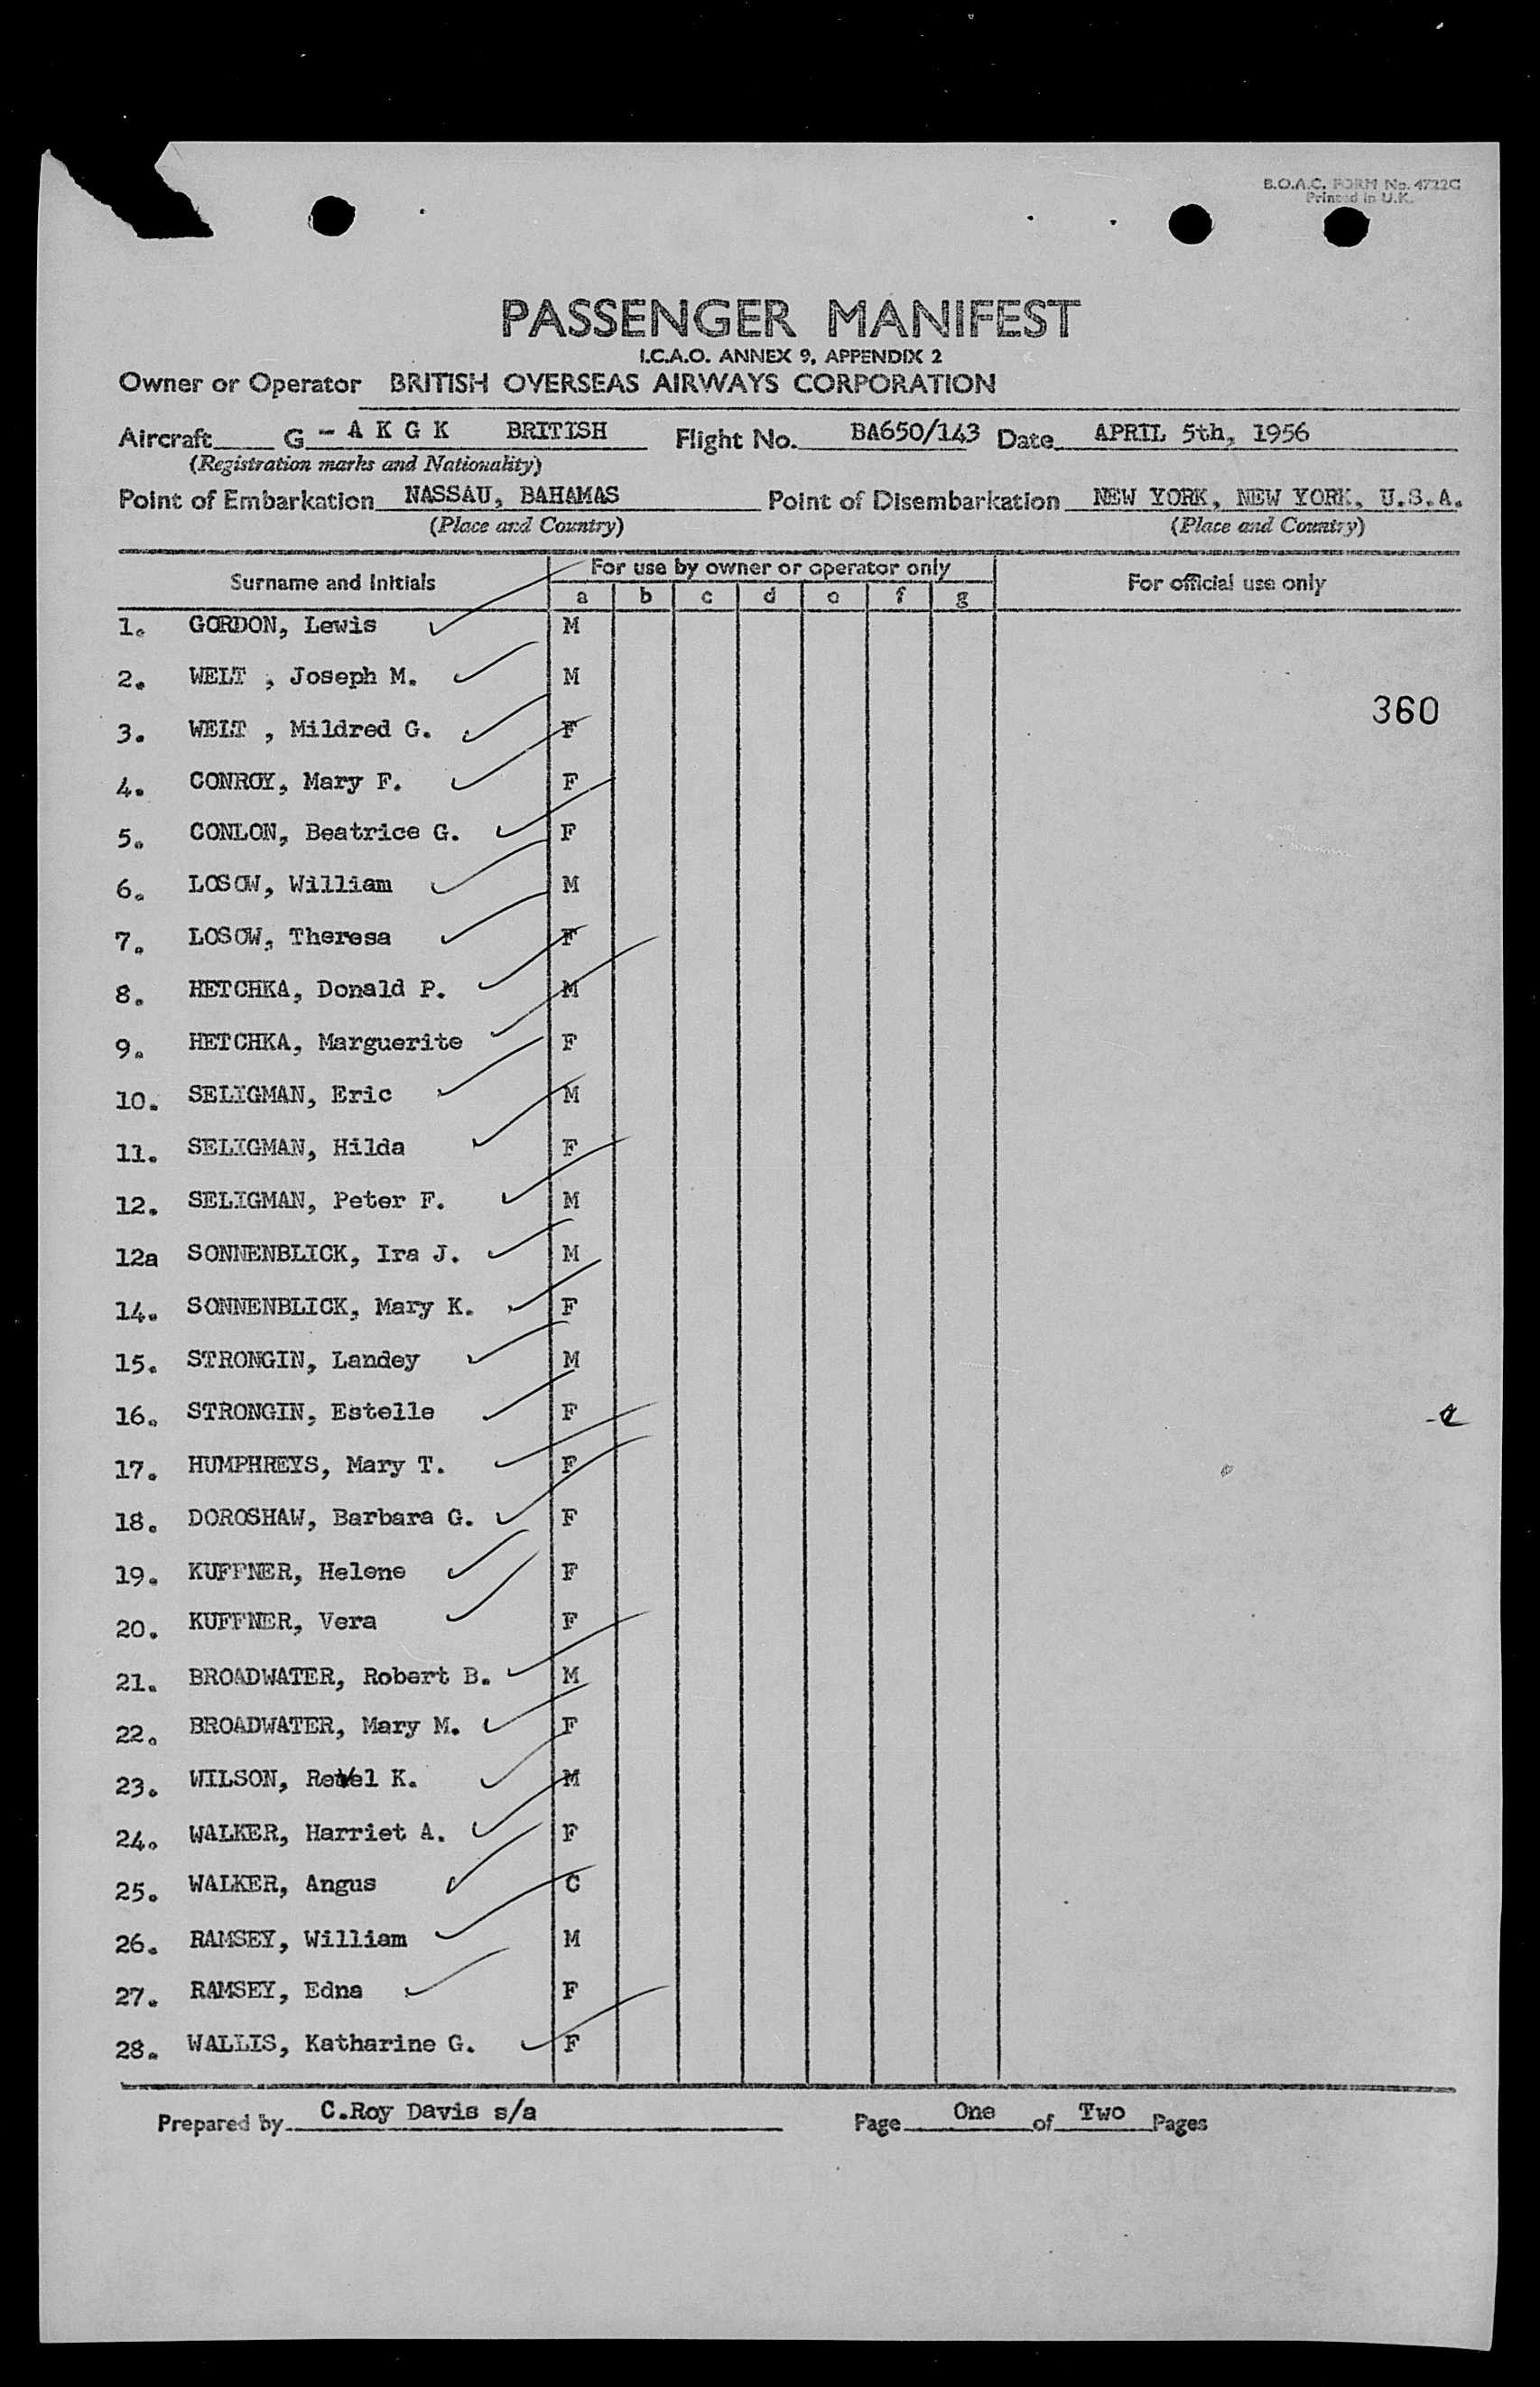 B.O.A.C. FORM No. 4722C
Printed in U.K.
PASSENGER MANIFEST
I.C.A.O. ANNEX 9, APPENDIX 2
Owner or Operator BRITISH OVERSEAS AIRWAYS CORPORATION
Aircraft G - A K G K BRITISH Flight No. BA650/143 Date APRIL 5th, 1956
(Registration marks and Nationality)
Point of Embarkation NASSAU, BAHAMAS Point of Disembarkation NEW YORK, NEW YORK, U.S.A.
(Place and Country) (Place and Country)
Surname and Initials For use by owner or operator only For official use only
a b c d e f g
1. GORDON, Lewis M
2. WELT , Joseph M. M
360
3. WELT , Mildred G. F
4. CONROY, Mary F. F
5. CONLON, Beatrice G. F
6. LOSOW, William M
7. LOSOW, Theresa F
8. HETCHKA, Donald P. M
9. HETCHKA, Marguerite F
10. SELIGMAN, Eric M
11. SELIGMAN, Hilda F
12. SELIGMAN, Peter F. M
12a SONNENBLICK, Ira J. M
14. SONNENBLICK, Mary K. F
15. STRONGIN, Landey M
16. STRONGIN, Estelle F
17. HUMPHREYS, Mary T. F
18. DOROSHAW, Barbara G. F
19. KUFFNER, Helene F
20. KUFFNER, Vera F
21. BROADWATER, Robert B. M
22. BROADWATER, Mary M. F
23. WILSON, Revel K. M
24. WALKER, Harriet A. F
25. WALKER, Angus C
26. RAMSEY, William M
27. RAMSEY, Edna F
28. WALLIS, Katharine G. F
Prepared by C.Roy Davis s/a Page One of Two Pages